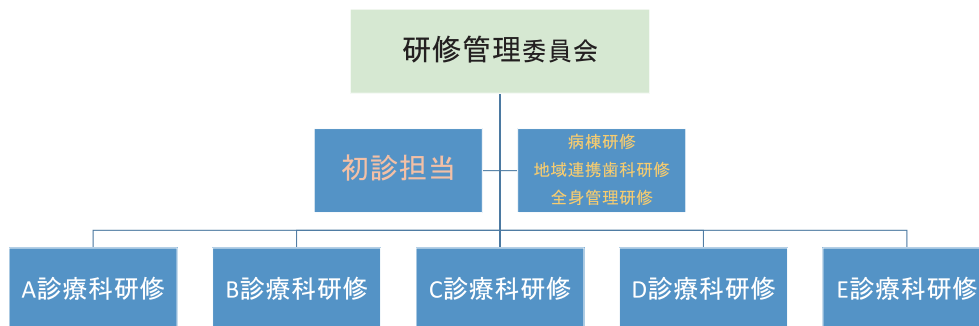 研修管理委員会
初診担当
病棟研修
地域連携歯科研修
全身管理研修
A診療科研修
B診療科研修
C診療科研修
D診療科研修
E診療科研修